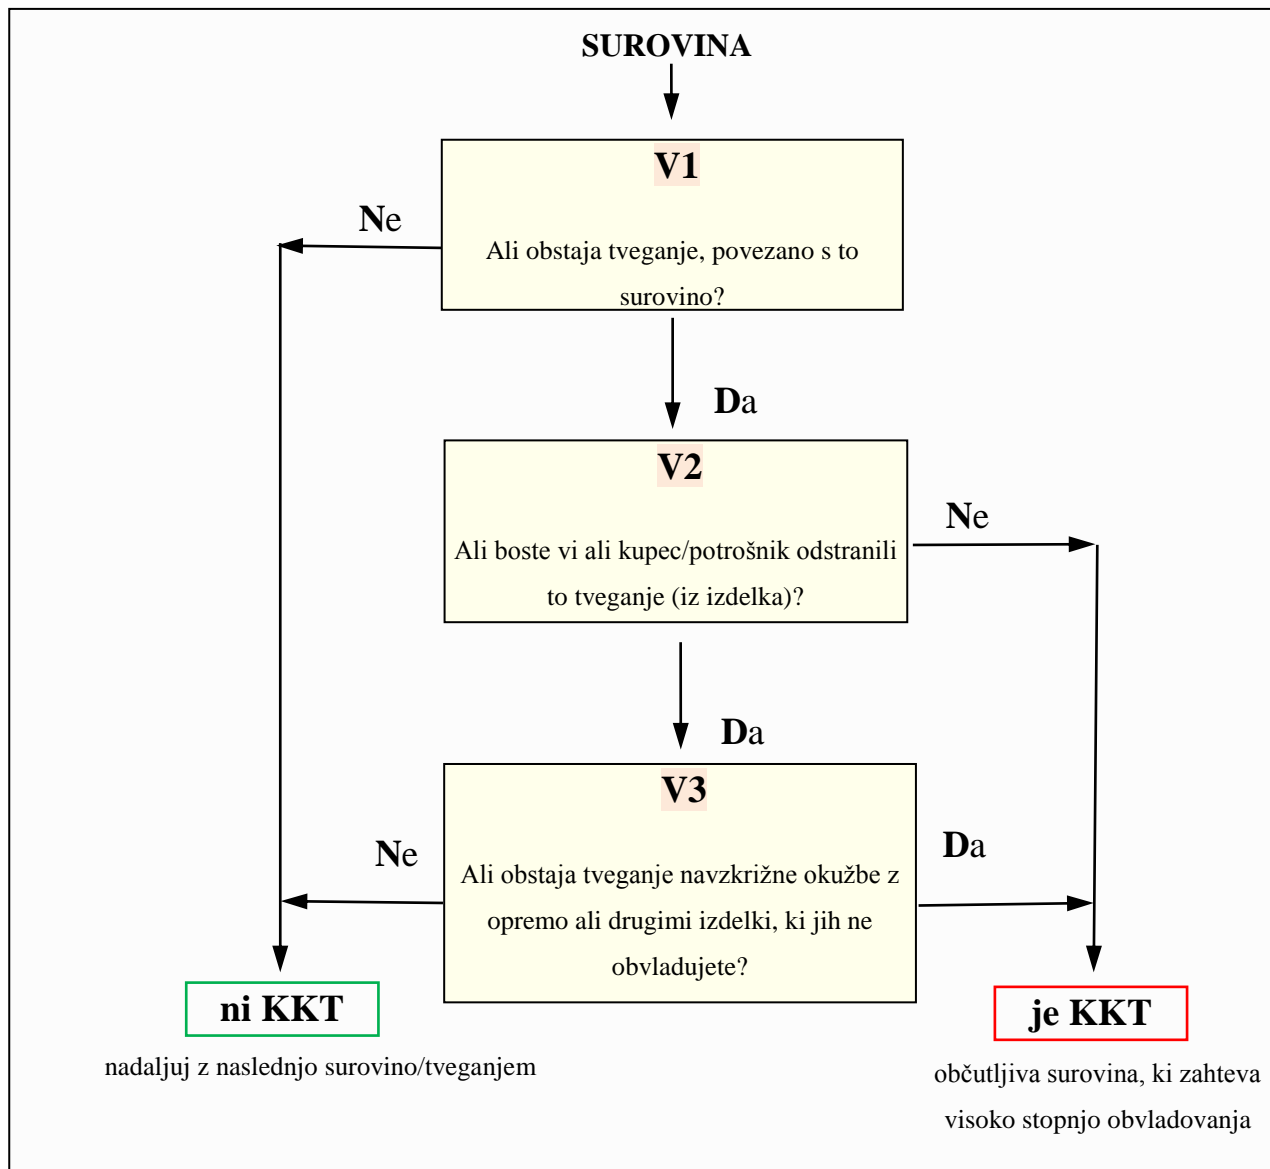 SUROVINA
V1
Ne
Ali obstaja tveganje, povezano s to
surovino?
Da
V2
Ne
Ali boste vi ali kupec/potrošnik odstranili
to tveganje (iz izdelka)?
Da
V3
Ne
Da
Ali obstaja tveganje navzkrižne okužbe z
opremo ali drugimi izdelki, ki jih ne
obvladujete?
ni KKT
je KKT
nadaljuj z naslednjo surovino/tveganjem
občutljiva surovina, ki zahteva
visoko stopnjo obvladovanja